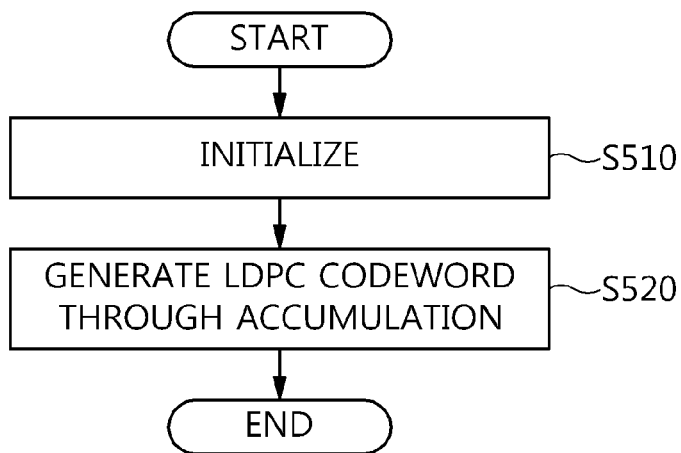 START
INITIALIZE
S510
GENERATE LDPC CODEWORD
THROUGH ACCUMULATION
S520
END